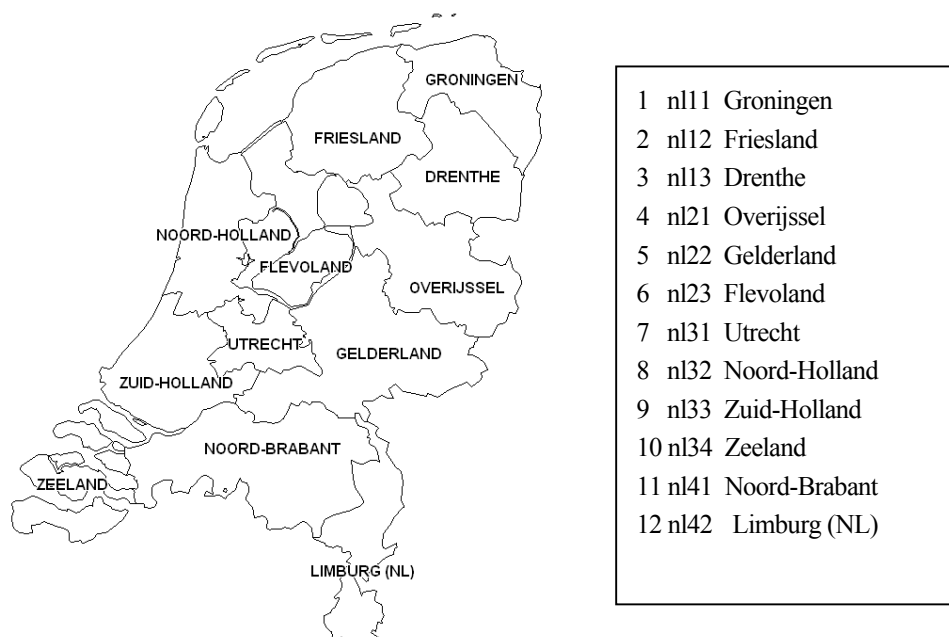 GRONINGEN
FRIESLAND
DRENTHE
NOORD-HOLLAND
FLEVOLAND
OVERIJSSEL
UTRECHT
GELDERLAND
ZUID-HOLLAND
NOORD-BRABANT
ZEELAND
LIMBURG (NL)
1 nl11 Groningen
2 nl12 Friesland
3 nl13 Drenthe
4 nl21 Overijssel
5 nl22 Gelderland
6 nl23 Flevoland
7 nl31 Utrecht
8 nl32 Noord-Holland
9 nl33 Zuid-Holland
10 nl34 Zeeland
11 nl41 Noord-Brabant
12 nl42 Limburg (NL)